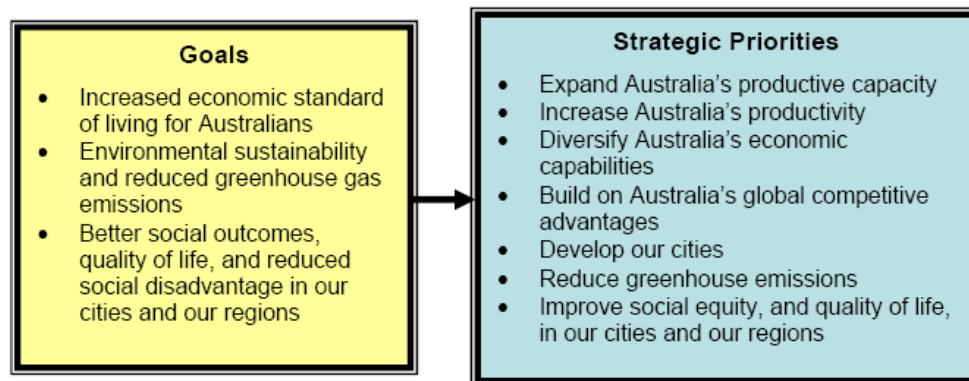 Goals
• Increased economic standard
of living for Australians
• Environmental sustainability
and reduced greenhouse gas
emissions
• Better social outcomes,
quality of life, and reduced
social disadvantage in our
cities and our regions
Strategic Priorities
• Expand Australia’s productive capacity
• Increase Australia’s productivity
• Diversify Australia’s economic
capabilities
• Build on Australia’s global competitive
advantages
• Develop our cities
• Reduce greenhouse emissions
• Improve social equity, and quality of life,
in our cities and our regions